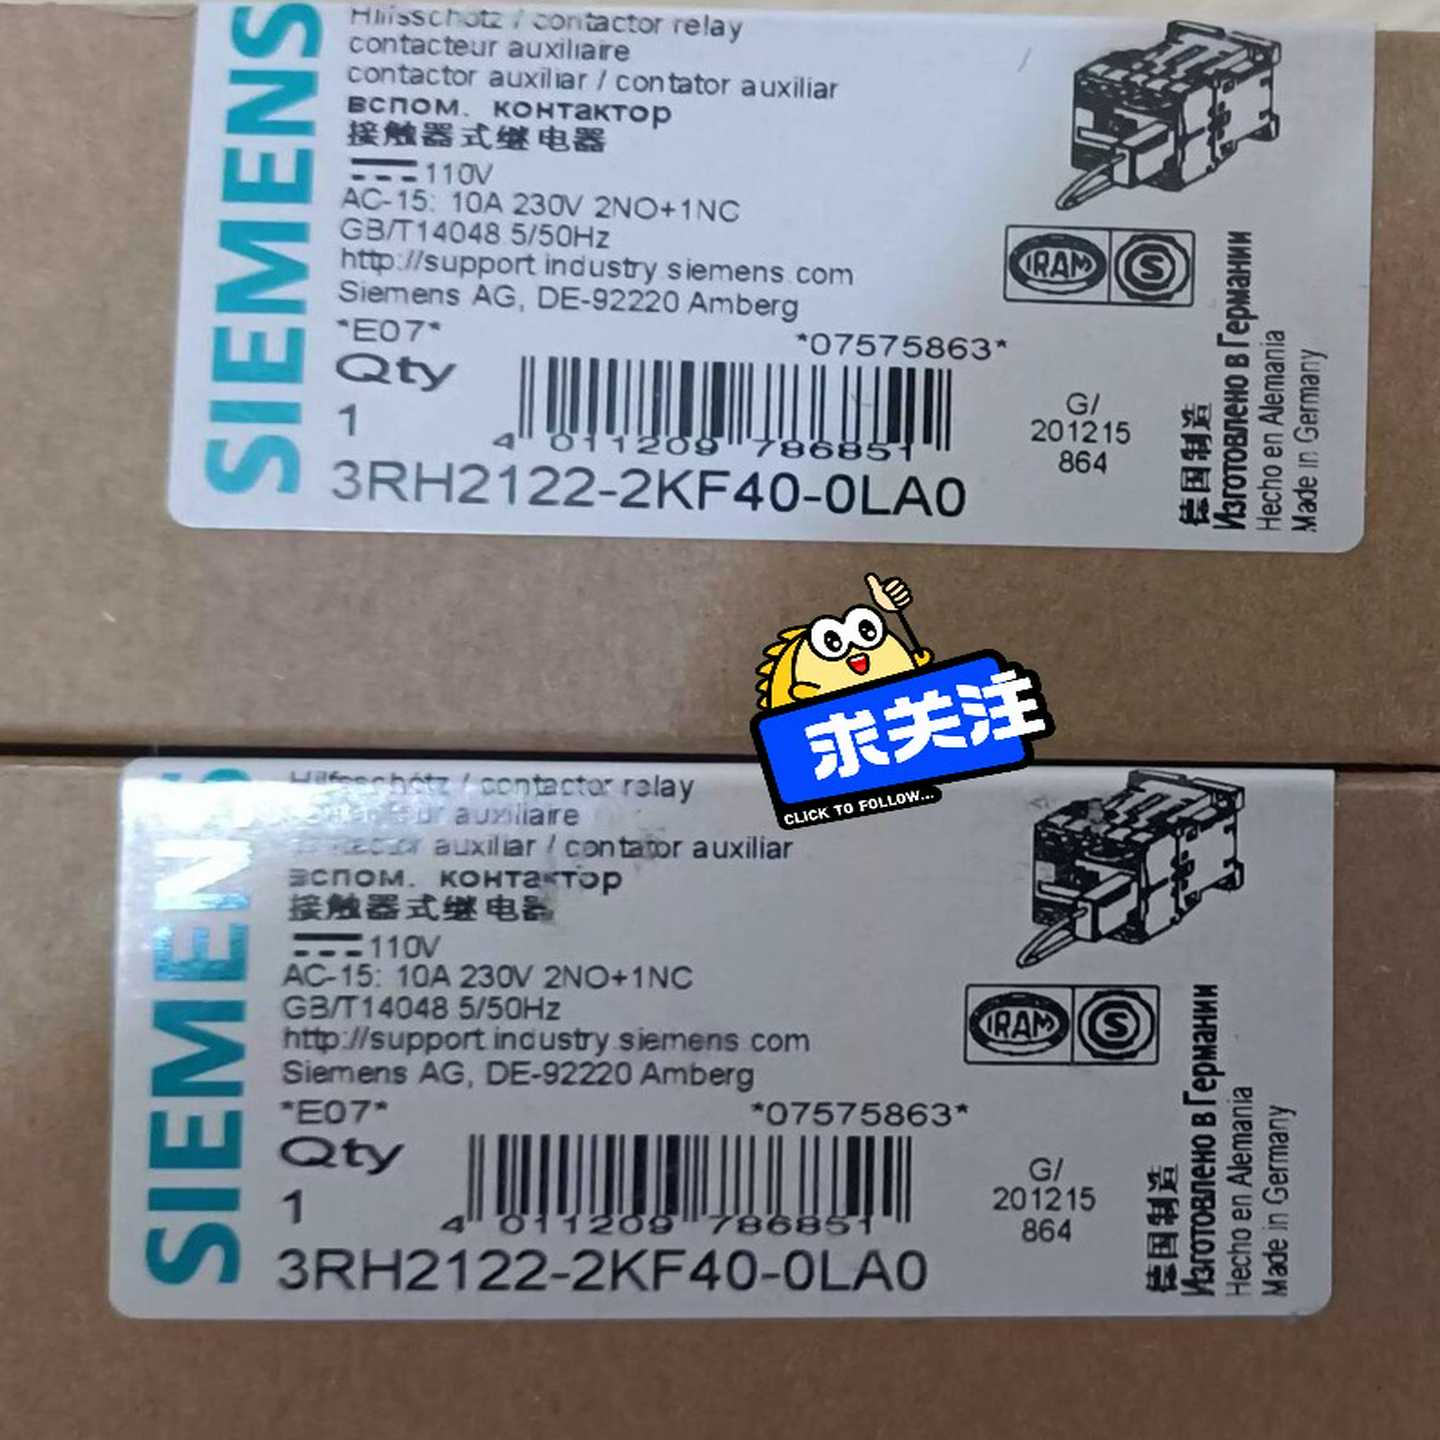 SIEMENS
Hilfsschütz / contactor relay
contacteur auxiliaire
contactor auxiliar / contator auxiliar
вспом. контактор
接触器式继电器
110V
AC-15: 10A 230V 2NO+1NC
GB/T14048.5/50Hz
http://support.industry.siemens.com
Siemens AG, DE-92220 Amberg
*E07*
*07575863*
Qty
1
4 011209 786851
3RH2122-2KF40-0LA0
IRAM
S
G/
201215
864
德国制造
Изготовлено в Германии
Hecho en Alemania
Made in Germany
求关注
CLICK TO FOLLOW...
SIEMENS
Hilfsschütz / contactor relay
contacteur auxiliaire
contactor auxiliar / contator auxiliar
вспом. контактор
接触器式继电器
110V
AC-15: 10A 230V 2NO+1NC
GB/T14048.5/50Hz
http://support.industry.siemens.com
Siemens AG, DE-92220 Amberg
*E07*
*07575863*
Qty
1
4 011209 786851
3RH2122-2KF40-0LA0
IRAM
S
G/
201215
864
德国制造
Изготовлено в Германии
Hecho en Alemania
Made in Germany